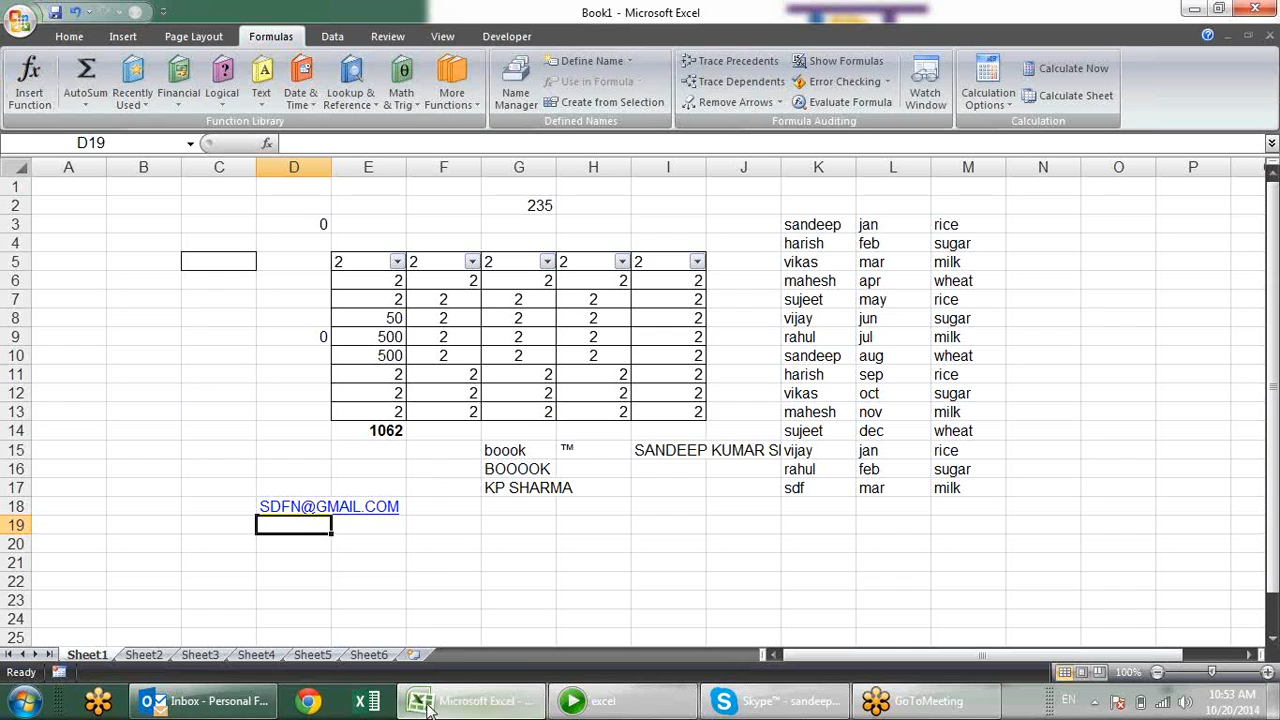 Book1 - Microsoft Excel
Home Insert Page Layout Formulas Data Review View Developer
Insert Function
AutoSum
Recently Used
Financial
Logical
Text
Date & Time
Lookup & Reference
Math & Trig
More Functions
Function Library
Name Manager
Define Name
Use in Formula
Create from Selection
Defined Names
Trace Precedents
Trace Dependents
Remove Arrows
Show Formulas
Error Checking
Evaluate Formula
Formula Auditing
Watch Window
Calculation Options
Calculate Now
Calculate Sheet
Calculation
D19 fx
A B C D E F G H I J K L M N O P
1
2 235
3 0 sandeep jan rice
4 harish feb sugar
5 2 2 2 2 2 vikas mar milk
6 2 2 2 2 2 mahesh apr wheat
7 2 2 2 2 2 sujeet may rice
8 50 2 2 2 2 vijay jun sugar
9 0 500 2 2 2 2 rahul jul milk
10 500 2 2 2 2 sandeep aug wheat
11 2 2 2 2 2 harish sep rice
12 2 2 2 2 2 vikas oct sugar
13 2 2 2 2 2 mahesh nov milk
14 1062 sujeet dec wheat
15 boook ™ SANDEEP KUMAR SI vijay jan rice
16 BOOOOK rahul feb sugar
17 KP SHARMA sdf mar milk
18 SDFN@GMAIL.COM
19
20
21
22
23
24
25
Sheet1 Sheet2 Sheet3 Sheet4 Sheet5 Sheet6
Ready 100%
Inbox - Personal F... Microsoft Excel - ... excel Skype™ - sandeep... GoToMeeting EN 10:53 AM
10/20/2014